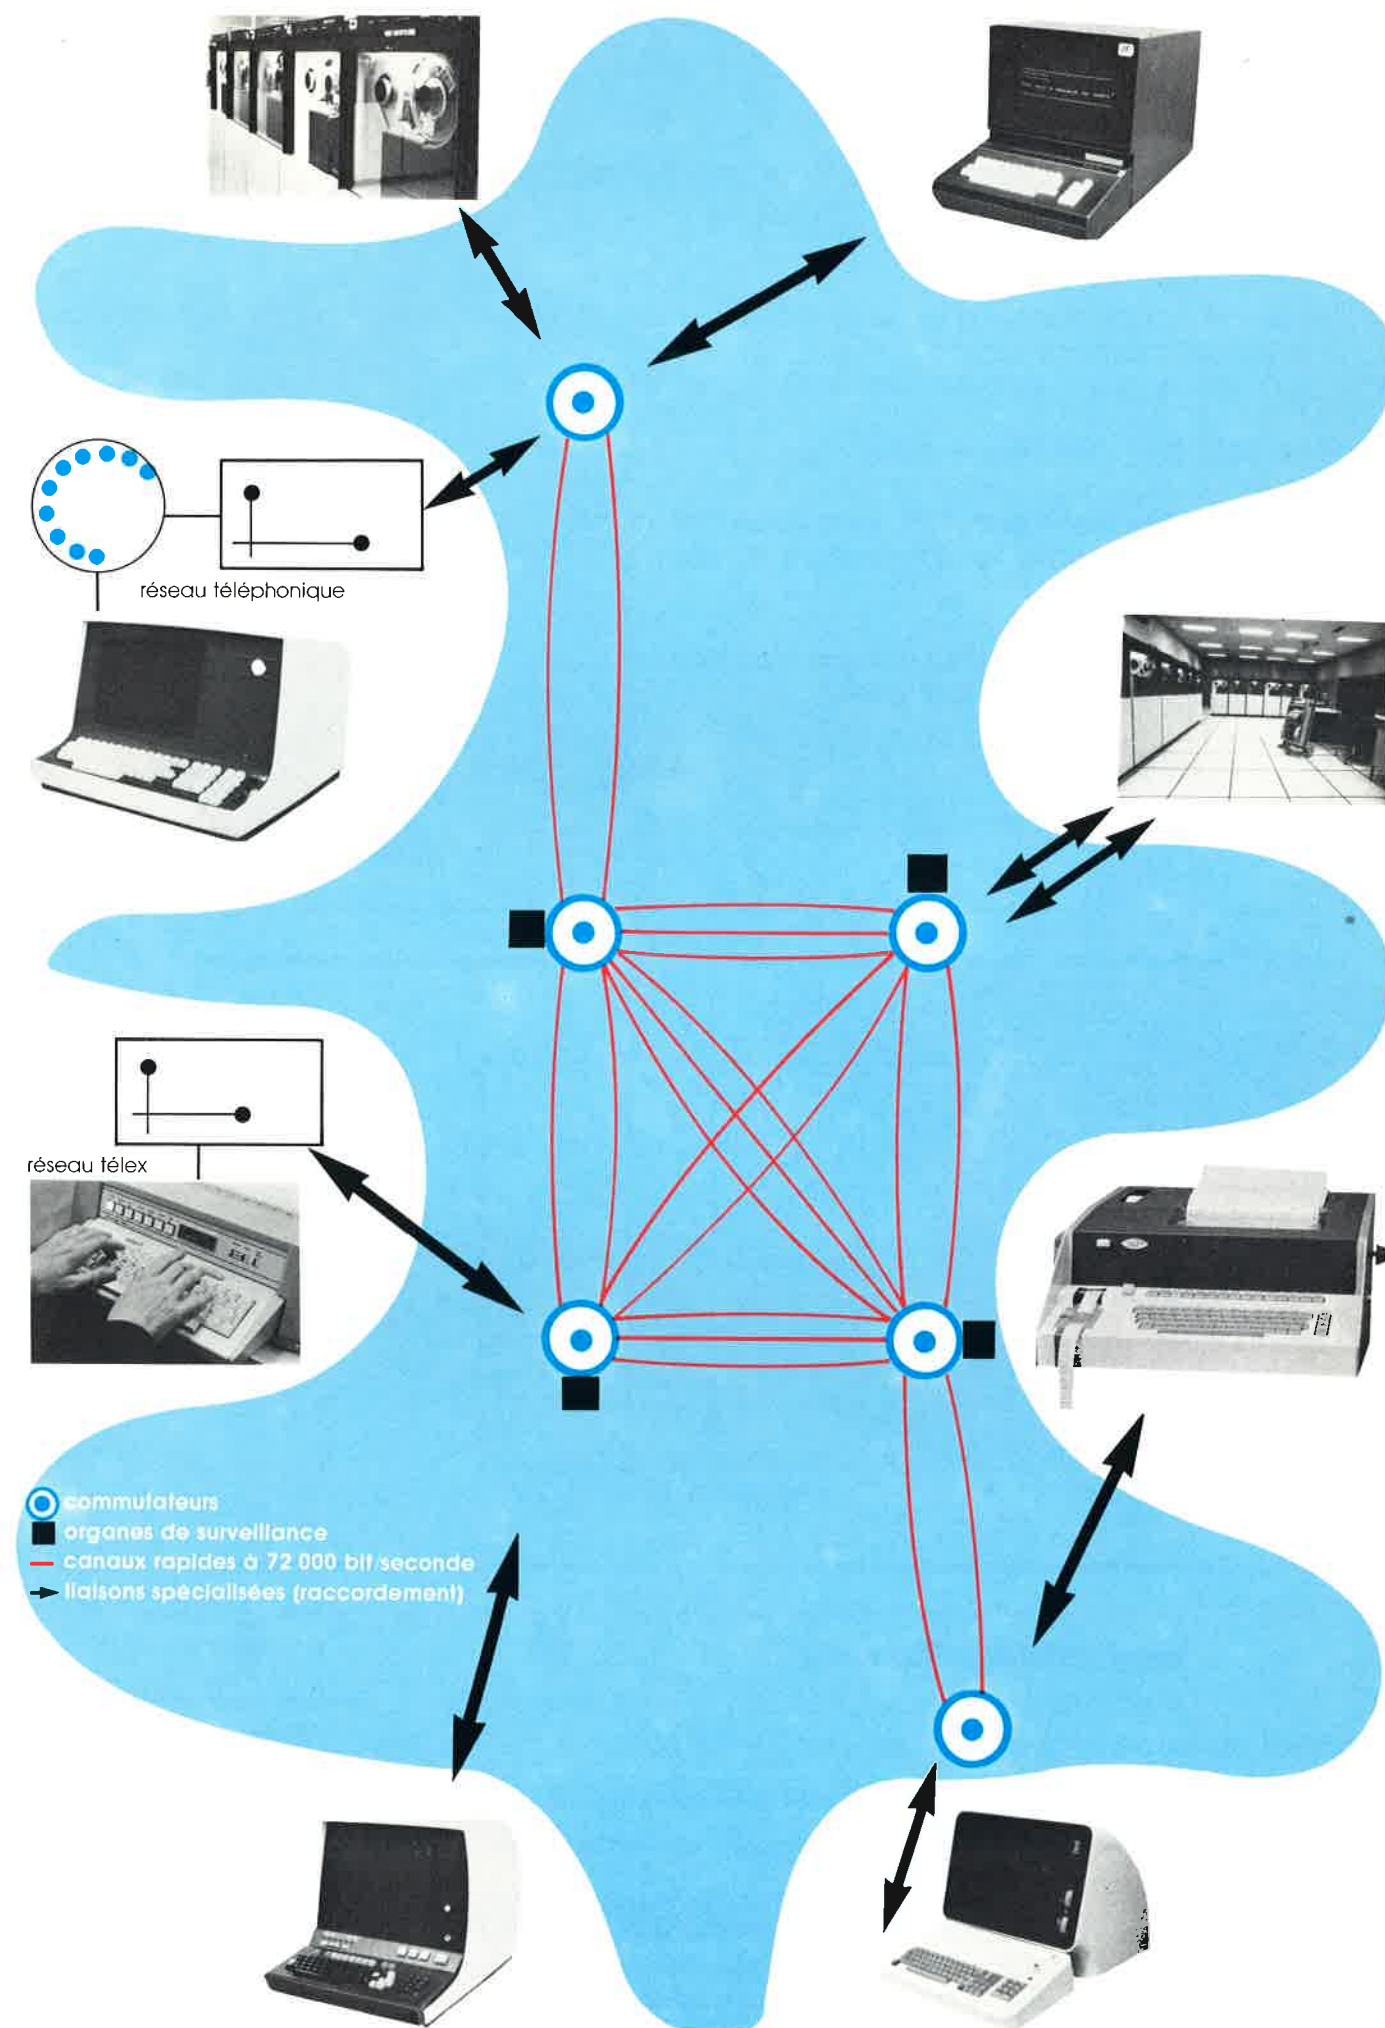 réseau téléphonique
réseau télex
commutateurs
organes de surveillance
canaux rapides à 72 000 bit/seconde
liaisons spécialisées (raccordement)